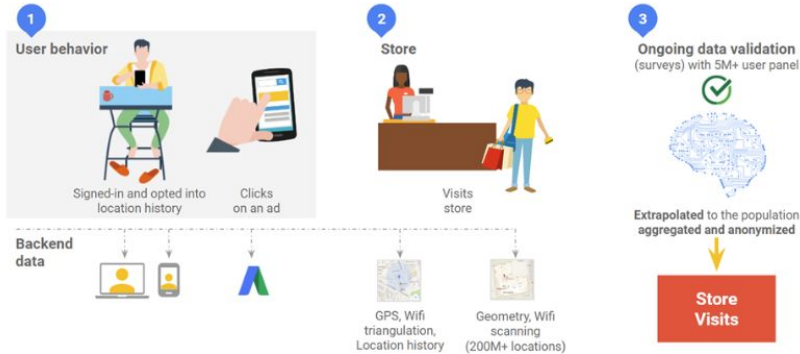 1
User behavior
Signed-in and opted into
location history
Clicks
on an ad
2
Store
Visits
store
3
Ongoing data validation
(surveys) with 5M+ user panel
Extrapolated to the population
aggregated and anonymized
Store
Visits
Backend
data
GPS, Wifi
triangulation,
Location history
Geometry, Wifi
scanning
(200M+ locations)